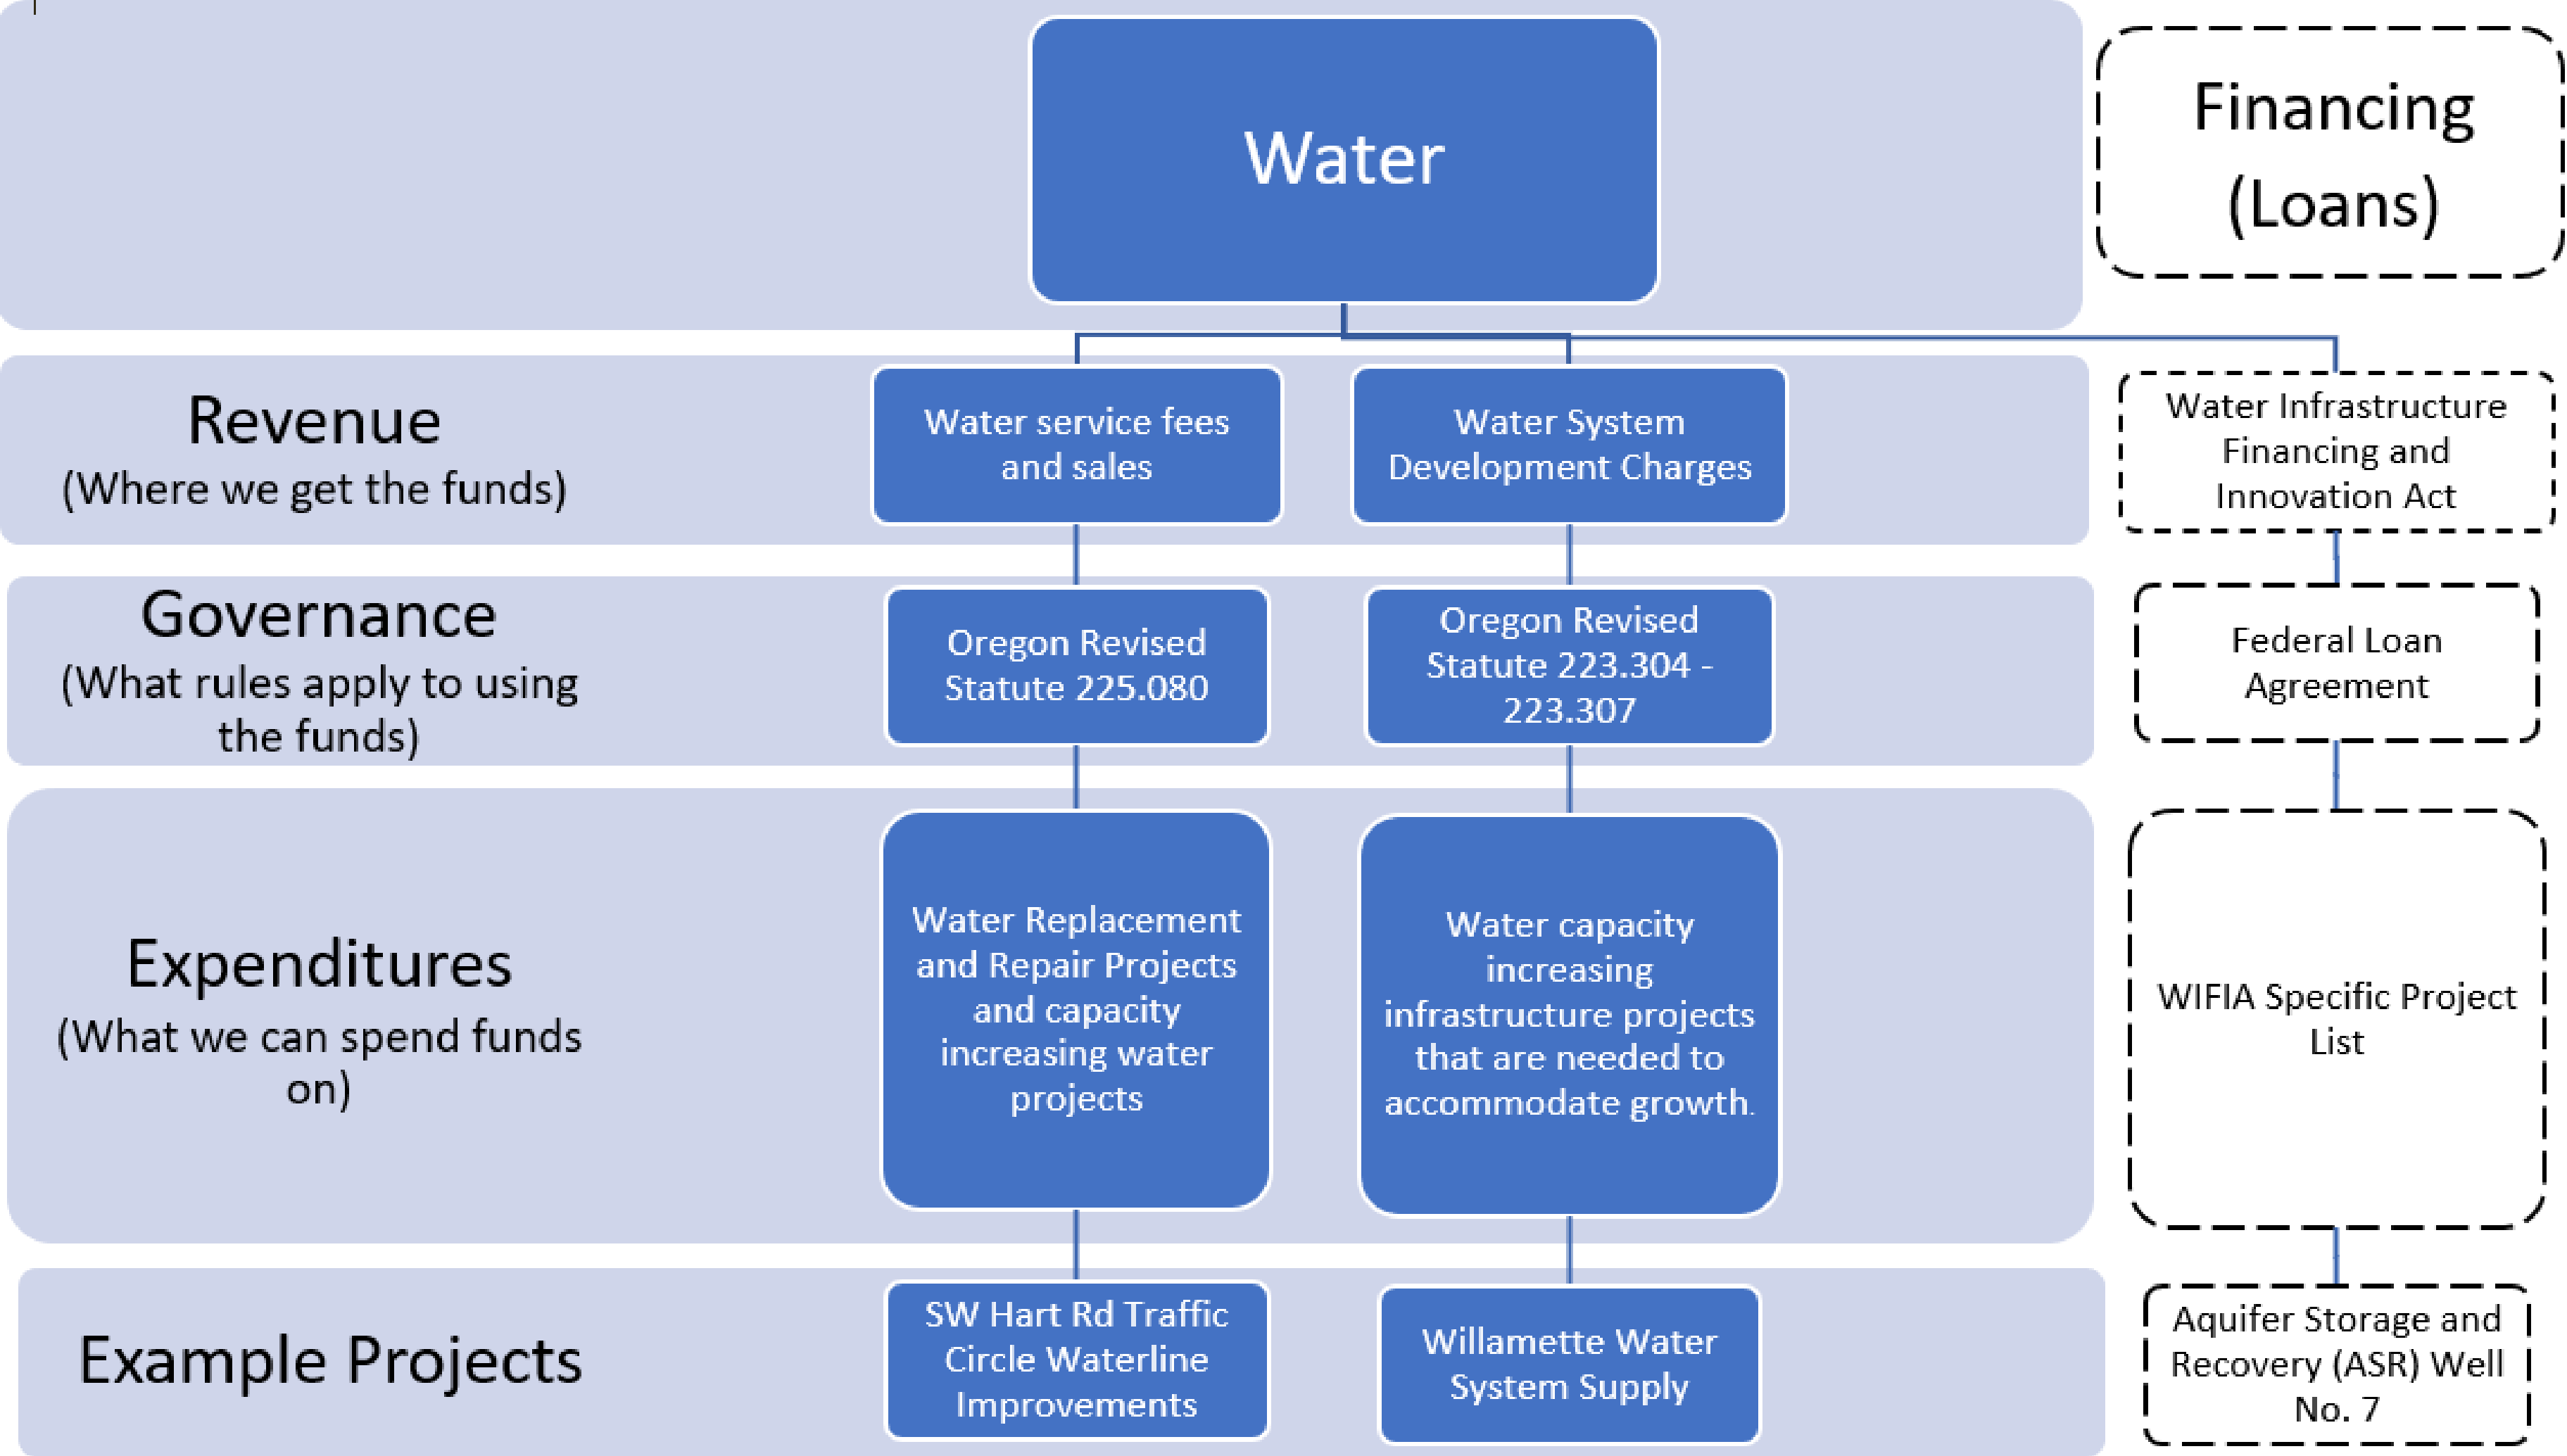 Water
Financing
(Loans)
Revenue
(Where we get the funds)
Water service fees
and sales
Water System
Development Charges
Water Infrastructure
Financing and
Innovation Act
Governance
(What rules apply to using
the funds)
Oregon Revised
Statute 225.080
Oregon Revised
Statute 223.304 -
223.307
Federal Loan
Agreement
Expenditures
(What we can spend funds
on)
Water Replacement
and Repair Projects
and capacity
increasing water
projects
Water capacity
increasing
infrastructure projects
that are needed to
accommodate growth.
WIFIA Specific Project
List
Example Projects
SW Hart Rd Traffic
Circle Waterline
Improvements
Willamette Water
System Supply
Aquifer Storage and
Recovery (ASR) Well
No. 7